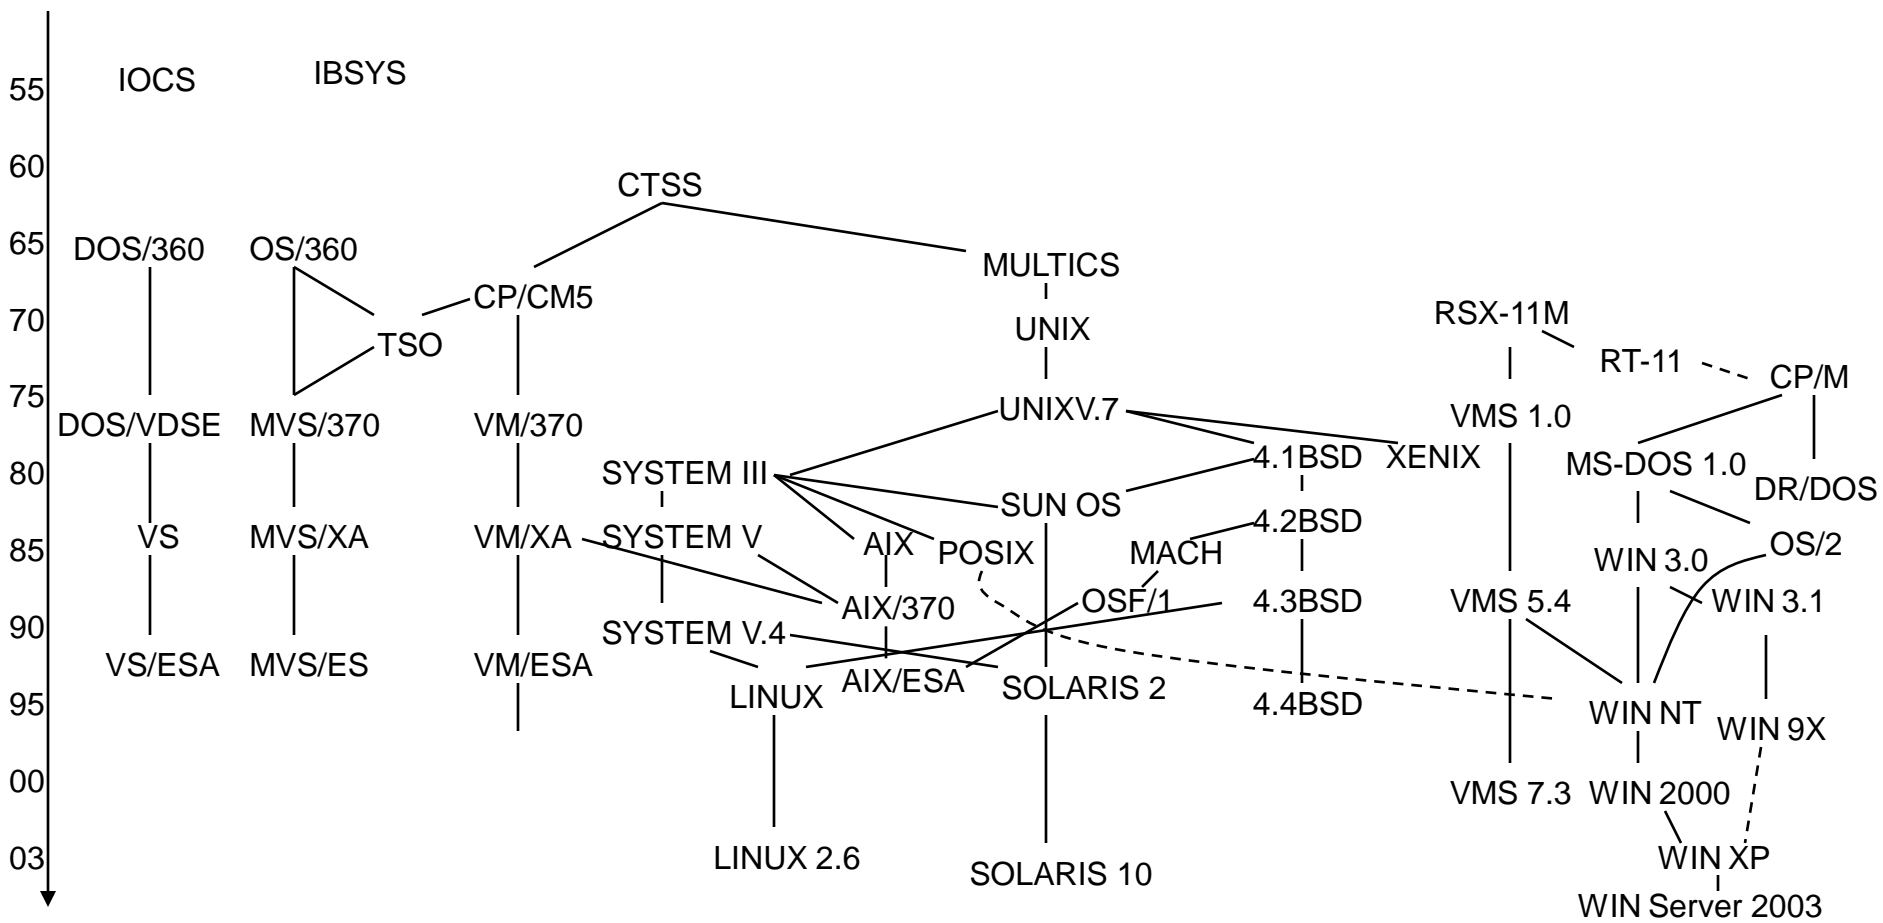 55
IOCS
IBSYS
60
CTSS
65
DOS/360
OS/360
MULTICS
CP/CM5
70
RSX-11M
UNIX
TSO
RT-11
CP/M
75
DOS/VDSE
MVS/370
VM/370
UNIXV.7
VMS 1.0
80
SYSTEM III
4.1BSD
XENIX
MS-DOS 1.0
DR/DOS
SUN OS
4.2BSD
85
VS
MVS/XA
VM/XA
SYSTEM V
AIX
POSIX
MACH
OS/2
WIN 3.0
AIX/370
OSF/1
4.3BSD
VMS 5.4
WIN 3.1
90
SYSTEM V.4
VS/ESA
MVS/ES
VM/ESA
AIX/ESA
SOLARIS 2
LINUX
95
4.4BSD
WIN NT
WIN 9X
00
VMS 7.3
WIN 2000
03
LINUX 2.6
SOLARIS 10
WIN XP
WIN Server 2003